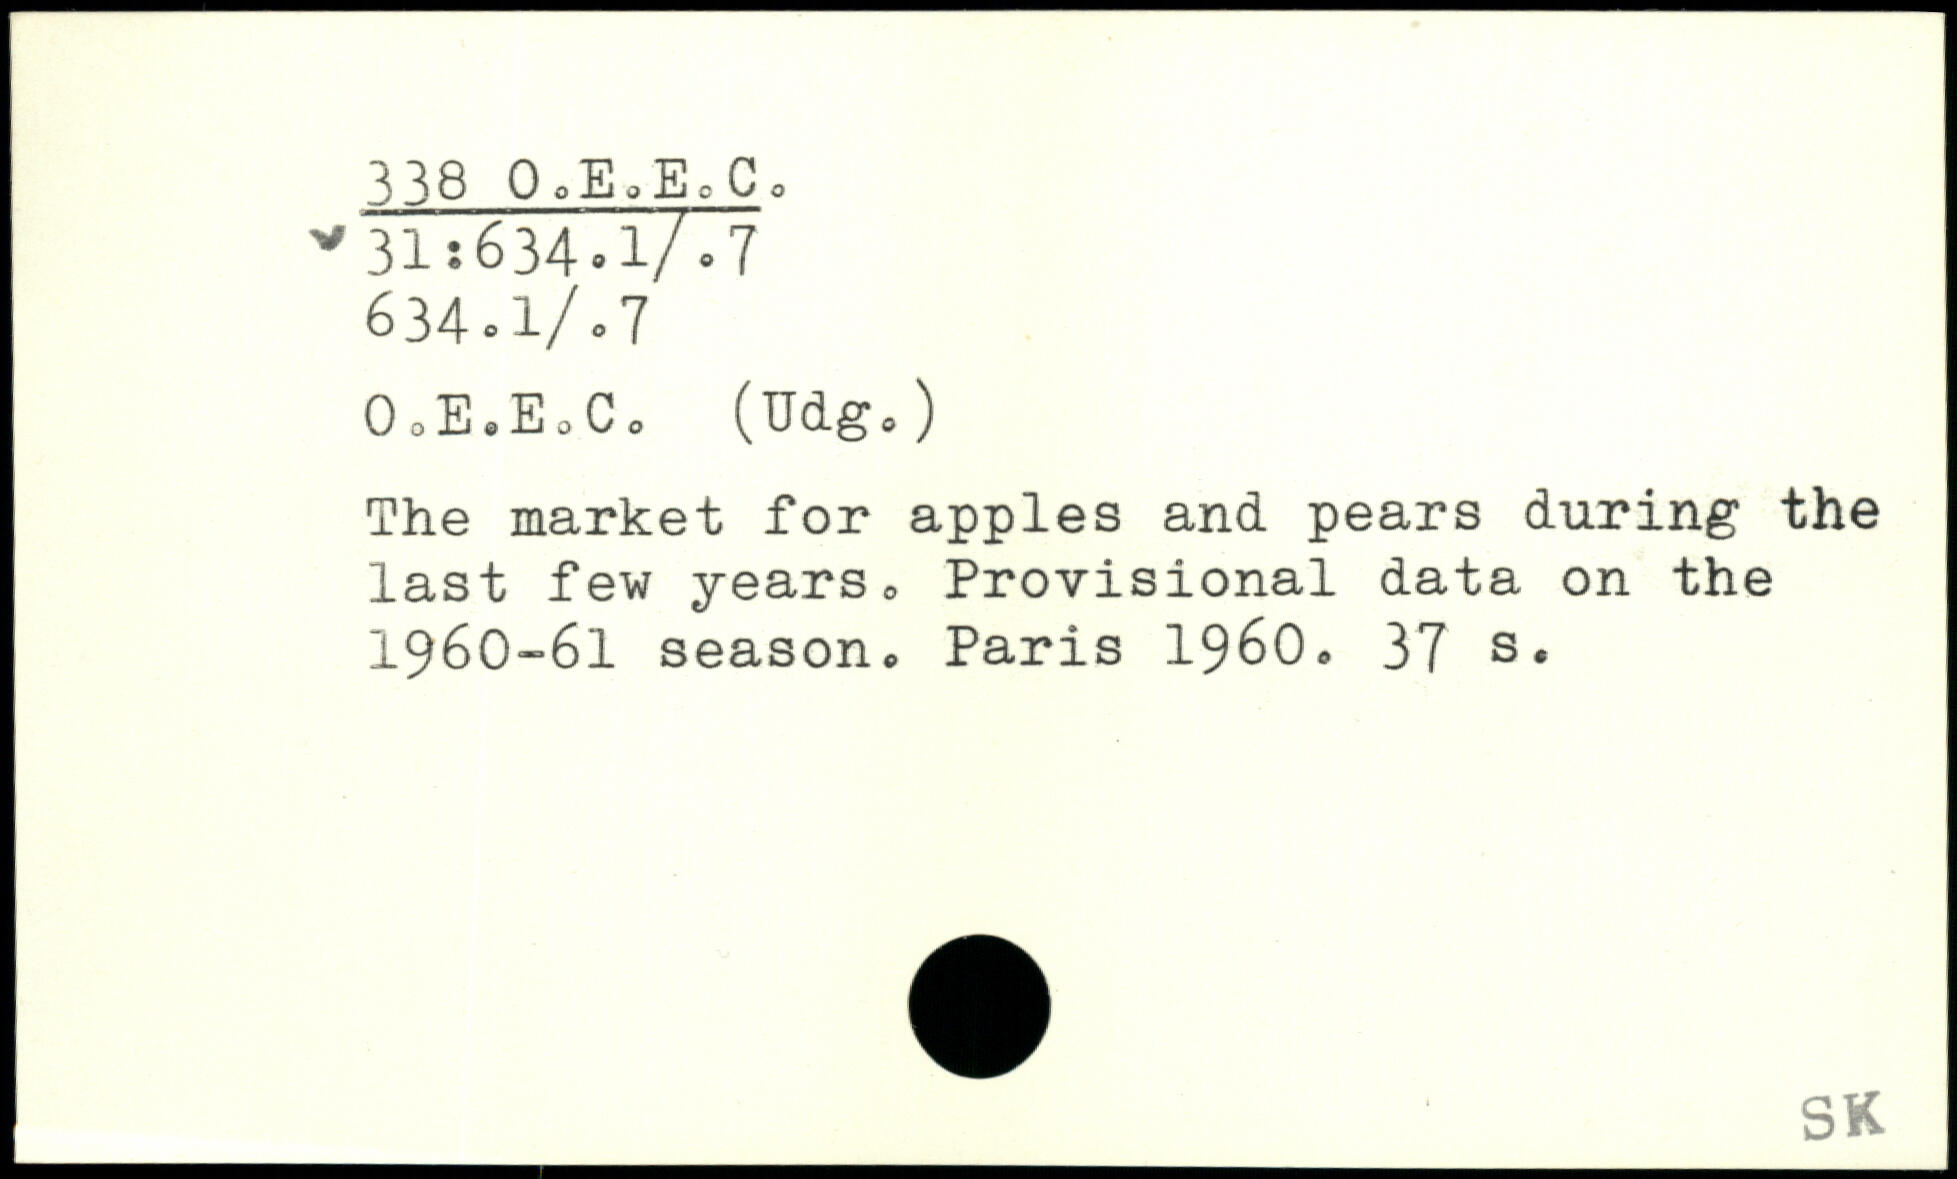 338 O.E.E.C.
31:634.1/.7
634.1/.7
O.E.E.C. (Udg.)
The market for apples and pears during the
last few years. Provisional data on the
1960-61 season. Paris 1960. 37 s.
SK